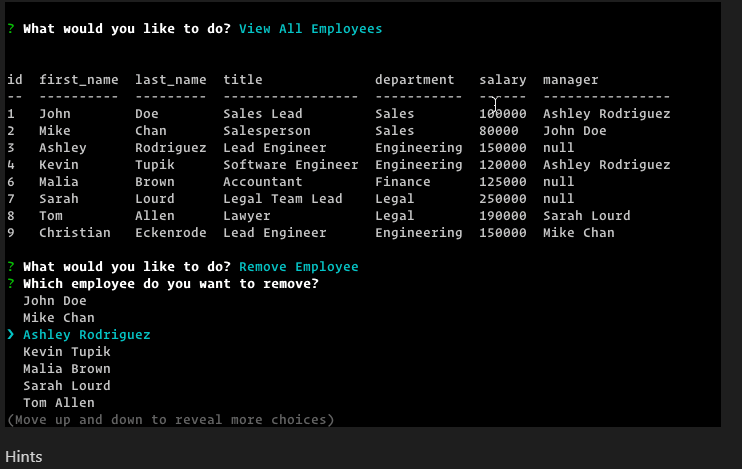 ? What would you like to do? View All Employees
id  first_name  last_name  title              department   salary  manager
--  ----------  ---------  -----------------  -----------  ------  ----------------
1   John        Doe        Sales Lead         Sales        100000  Ashley Rodriguez
2   Mike        Chan       Salesperson        Sales        80000   John Doe
3   Ashley      Rodriguez  Lead Engineer      Engineering  150000  null
4   Kevin       Tupik      Software Engineer  Engineering  120000  Ashley Rodriguez
6   Malia       Brown      Accountant         Finance      125000  null
7   Sarah       Lourd      Legal Team Lead    Legal        250000  null
8   Tom         Allen      Lawyer             Legal        190000  Sarah Lourd
9   Christian   Eckenrode  Lead Engineer      Engineering  150000  Mike Chan
? What would you like to do? Remove Employee
? Which employee do you want to remove?
John Doe
Mike Chan
❯ Ashley Rodriguez
Kevin Tupik
Malia Brown
Sarah Lourd
Tom Allen
(Move up and down to reveal more choices)
Hints